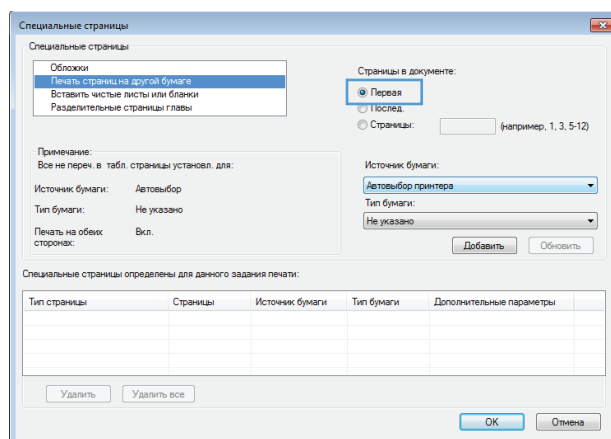 Специальные страницы
Специальные страницы
Обложки
Печать страниц на другой бумаге
Вставить чистые листы или бланки
Разделительные страницы главы
Страницы в документе:
Первая
Послед.
Страницы:
(например, 1, 3, 5-12)
Примечание:
Все не переч. в табл. страницы установл. для:
Источник бумаги: Автовыбор
Тип бумаги: Не указано
Печать на обеих сторонах: Вкл.
Источник бумаги:
Автовыбор принтера
Тип бумаги:
Не указано
Добавить Обновить
Специальные страницы определены для данного задания печати:
Тип страницы Страницы Источник бумаги Тип бумаги Дополнительные параметры
Удалить Удалить все
OK Отмена